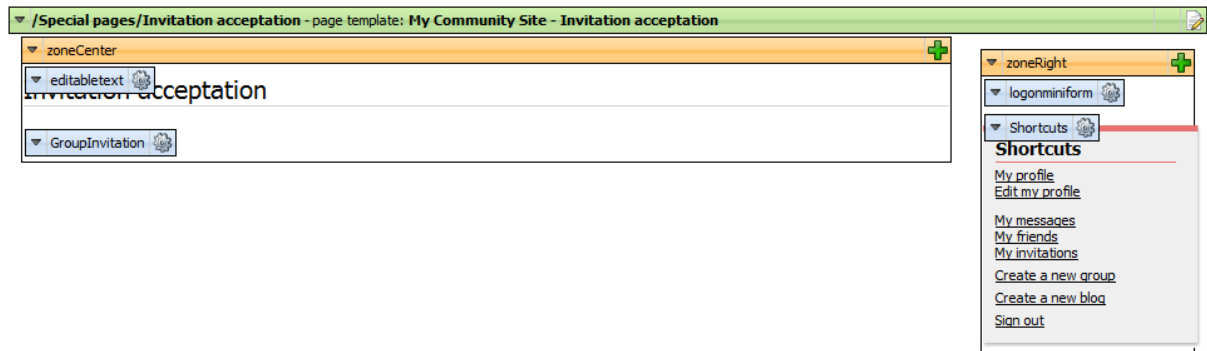 /Special pages/Invitation acceptation - page template: My Community Site - Invitation acceptation
zoneCenter
editabletext
Invitation acceptation
GroupInvitation
zoneRight
logonminiform
Shortcuts
Shortcuts
My profile
Edit my profile
My messages
My friends
My invitations
Create a new group
Create a new blog
Sign out